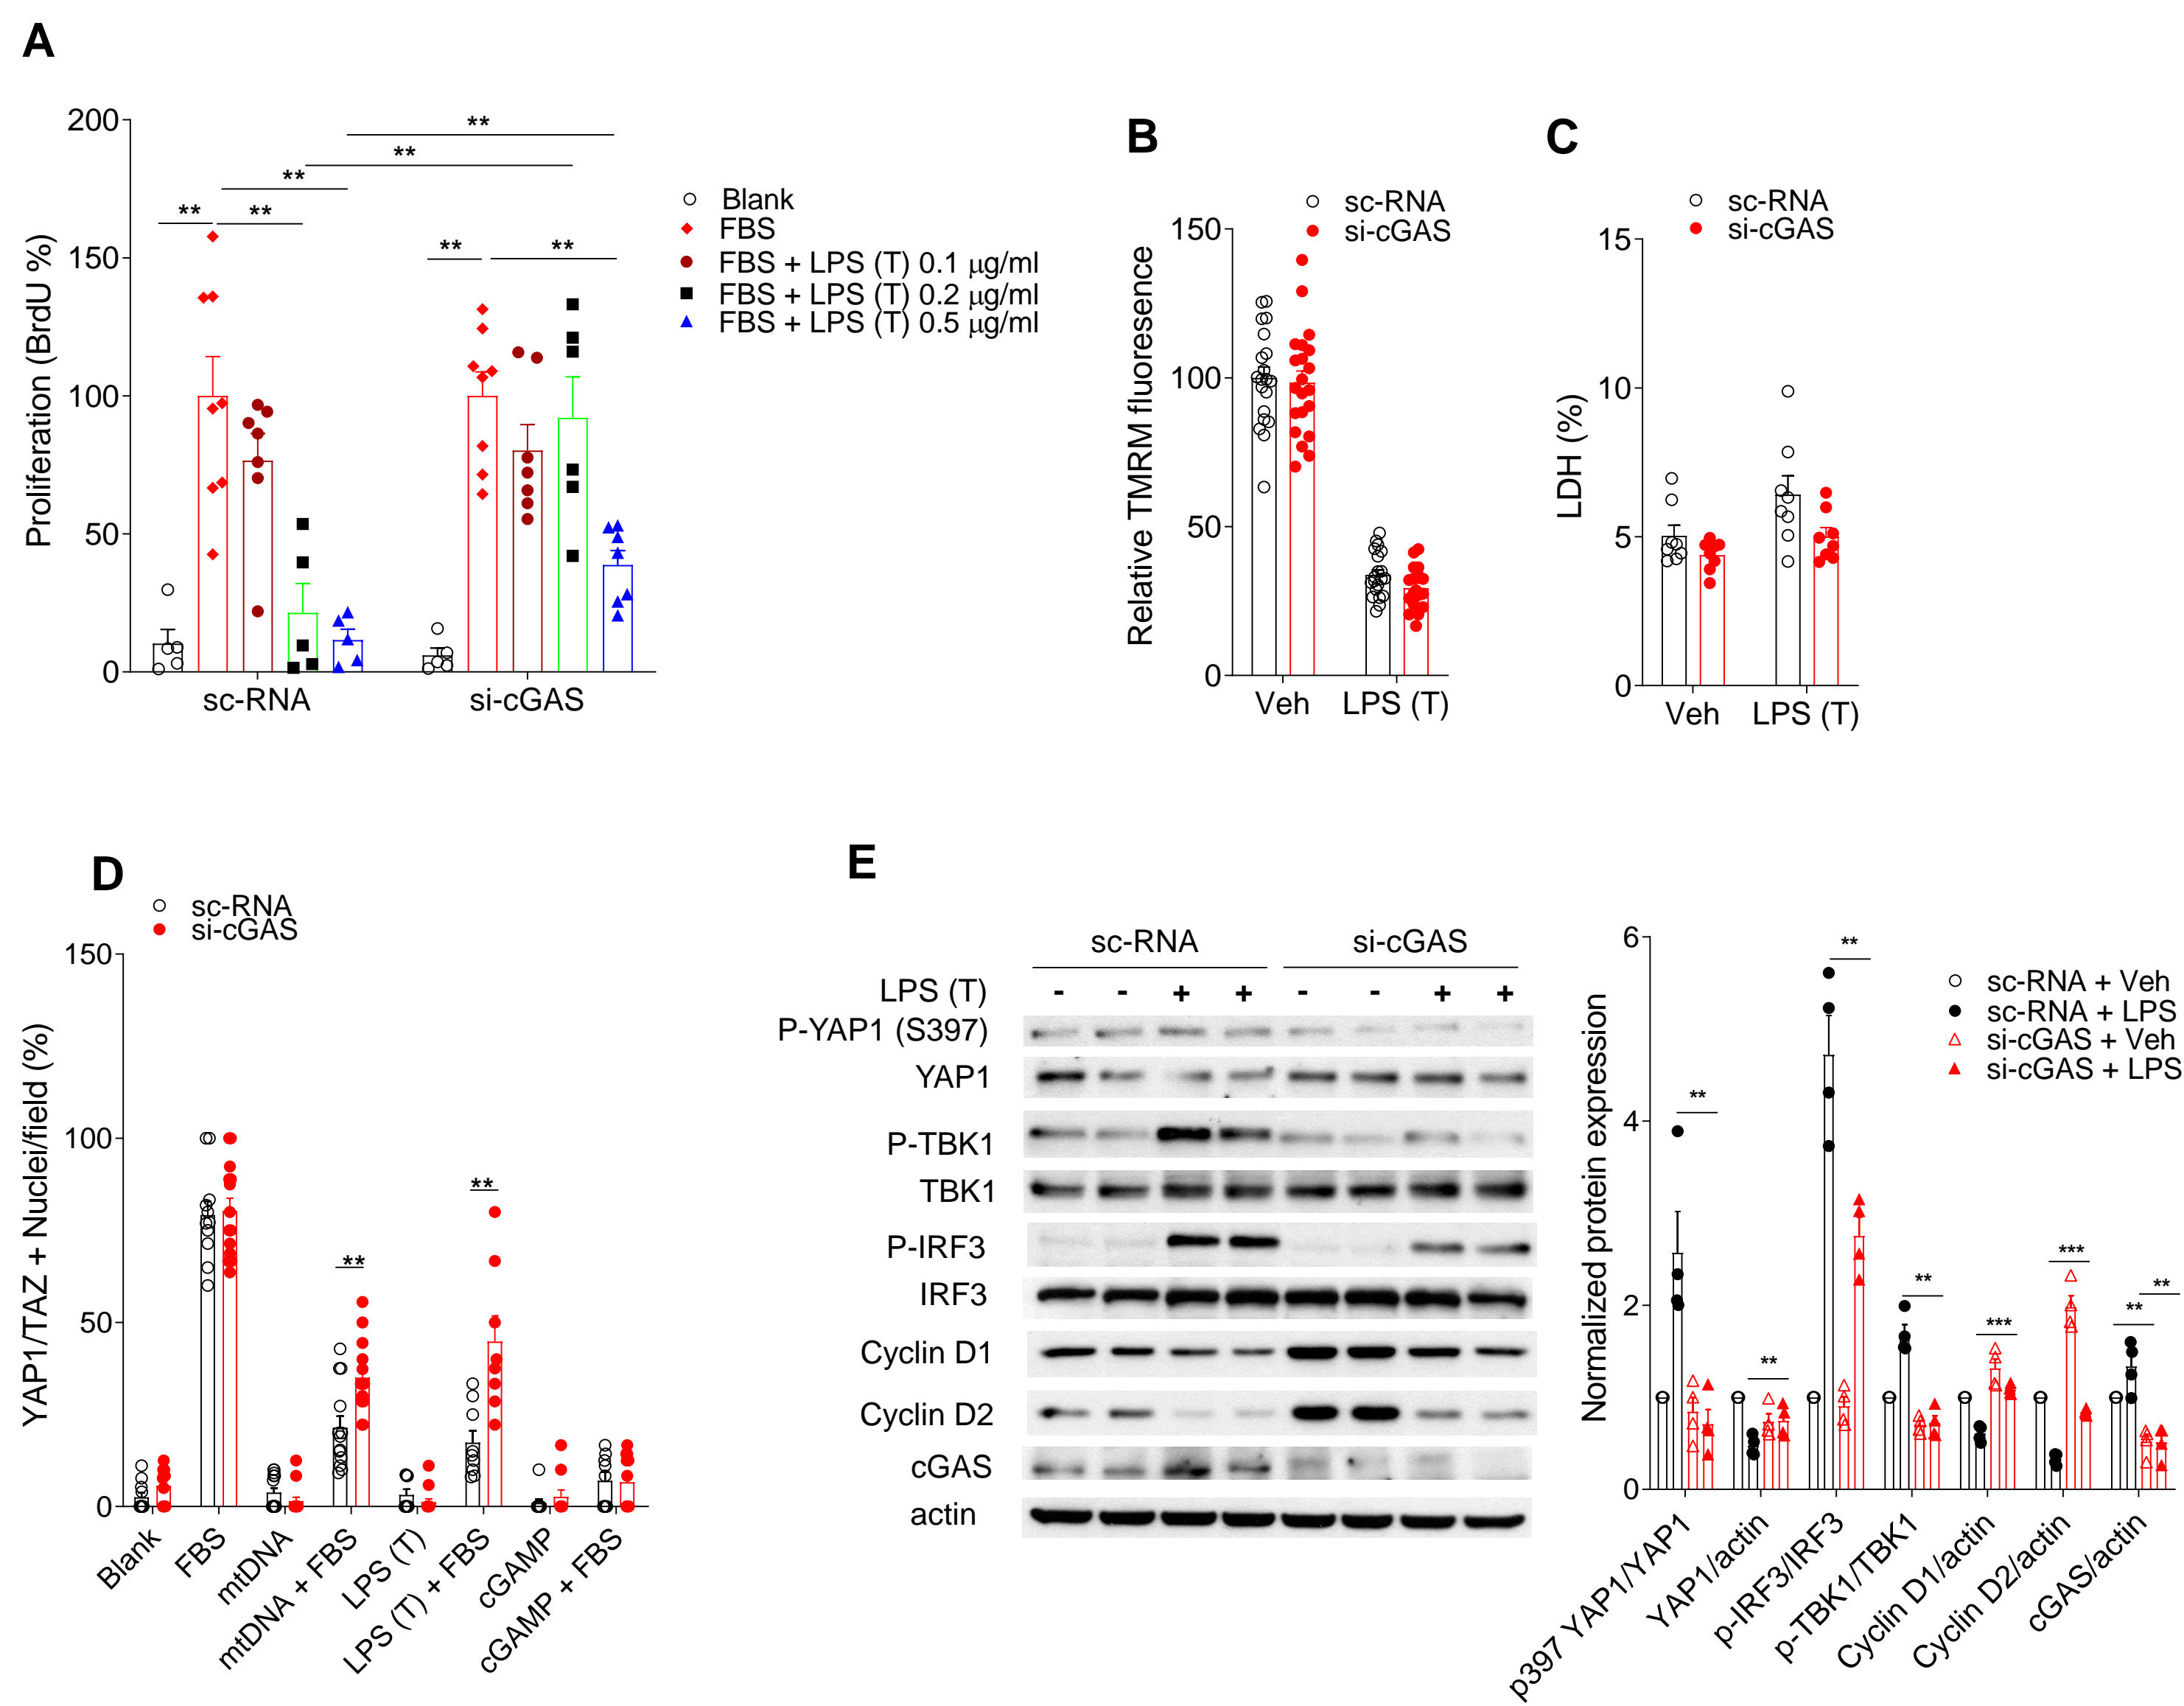 A
200
150
100
50
0
Proliferation (BrdU %)
**
**
**
**
**
**
**
sc-RNA
si-cGAS
Blank
FBS
FBS + LPS (T) 0.1 μg/ml
FBS + LPS (T) 0.2 μg/ml
FBS + LPS (T) 0.5 μg/ml
B
sc-RNA
si-cGAS
150
100
50
0
Relative TMRM fluoresence
Veh
LPS (T)
C
sc-RNA
si-cGAS
15
10
5
0
LDH (%)
Veh
LPS (T)
D
sc-RNA
si-cGAS
150
100
50
0
YAP1/TAZ + Nuclei/field (%)
**
**
Blank
FBS
mtDNA
mtDNA + FBS
LPS (T)
LPS (T) + FBS
cGAMP
cGAMP + FBS
E
sc-RNA
si-cGAS
LPS (T) - - + + - - + +
P-YAP1 (S397)
YAP1
P-TBK1
TBK1
P-IRF3
IRF3
Cyclin D1
Cyclin D2
cGAS
actin
6
4
2
0
Normalized protein expression
**
**
**
**
***
***
**
**
sc-RNA + Veh
sc-RNA + LPS
si-cGAS + Veh
si-cGAS + LPS
p397 YAP1/YAP1
YAP1/actin
p-IRF3/IRF3
p-TBK1/TBK1
Cyclin D1/actin
Cyclin D2/actin
cGAS/actin